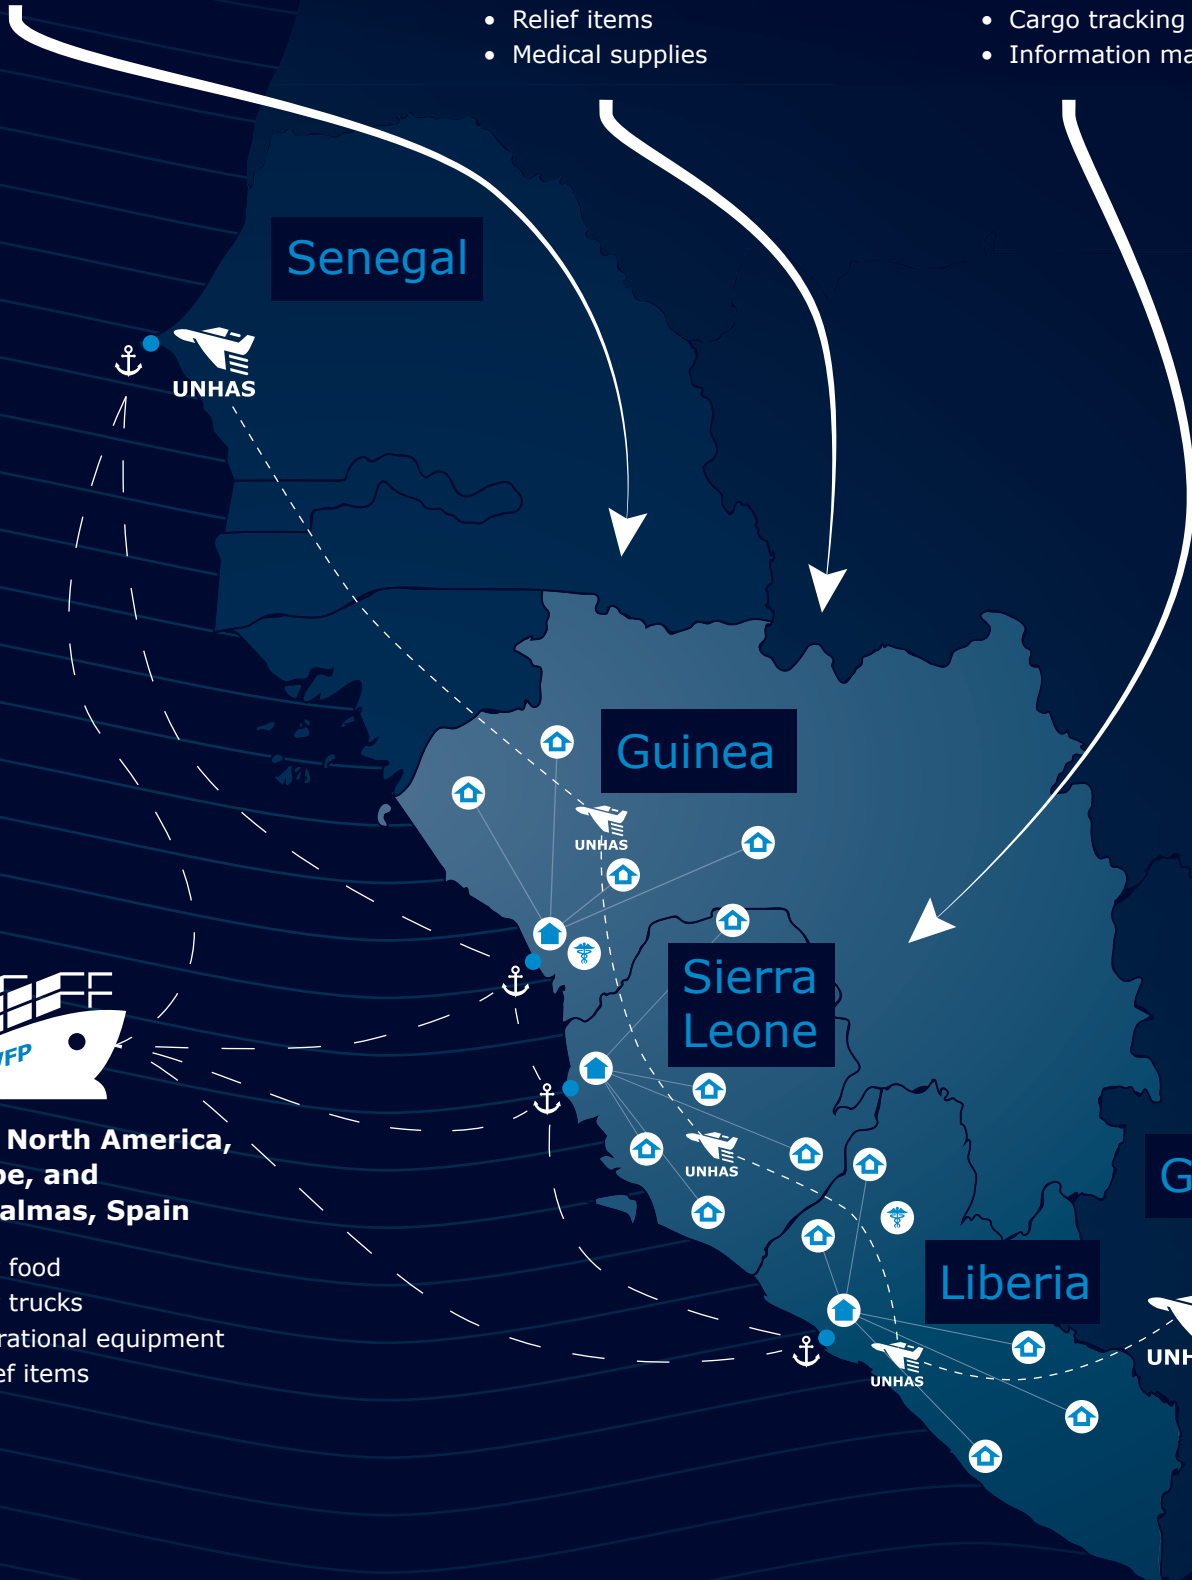 • Relief items
• Medical supplies
• Cargo tracking
• Information ma
Senegal
UNHAS
Guinea
UNHAS
Sierra
Leone
WFP
North America,
pe, and
almas, Spain
food
trucks
rational equipment
ef items
UNHAS
G
Liberia
UNH
UNHAS